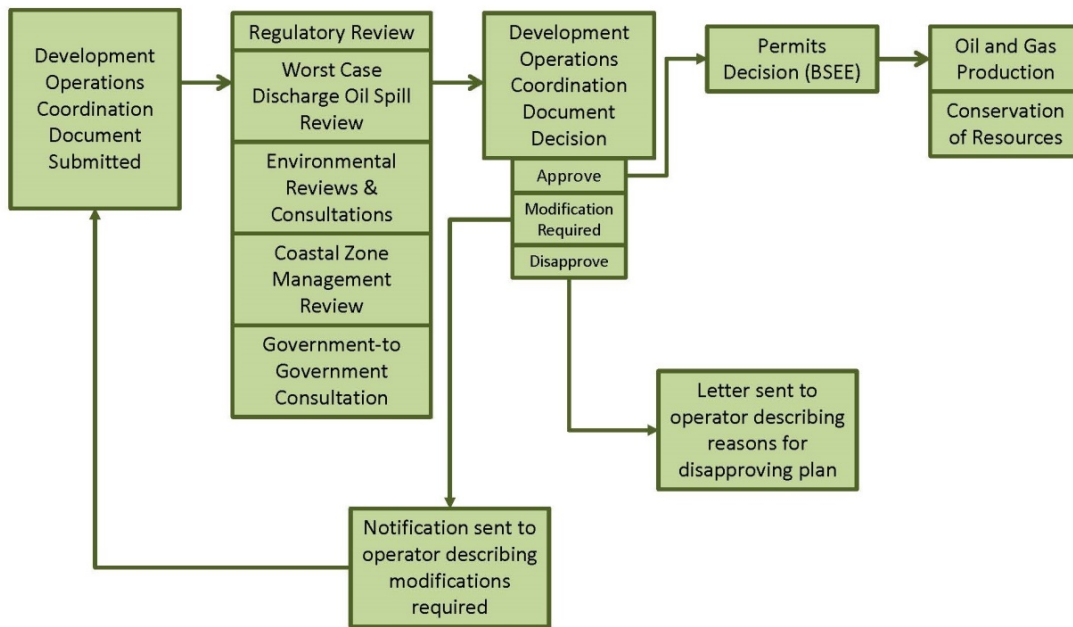 Development
Operations
Coordination
Document
Submitted
Regulatory Review
Worst Case
Discharge Oil Spill
Review
Environmental
Reviews &
Consultations
Coastal Zone
Management
Review
Government-to
Government
Consultation
Development
Operations
Coordination
Document
Decision
Approve
Modification
Required
Disapprove
Permits
Decision (BSEE)
Oil and Gas
Production
Conservation
of Resources
Letter sent to
operator describing
reasons for
disapproving plan
Notification sent to
operator describing
modifications
required